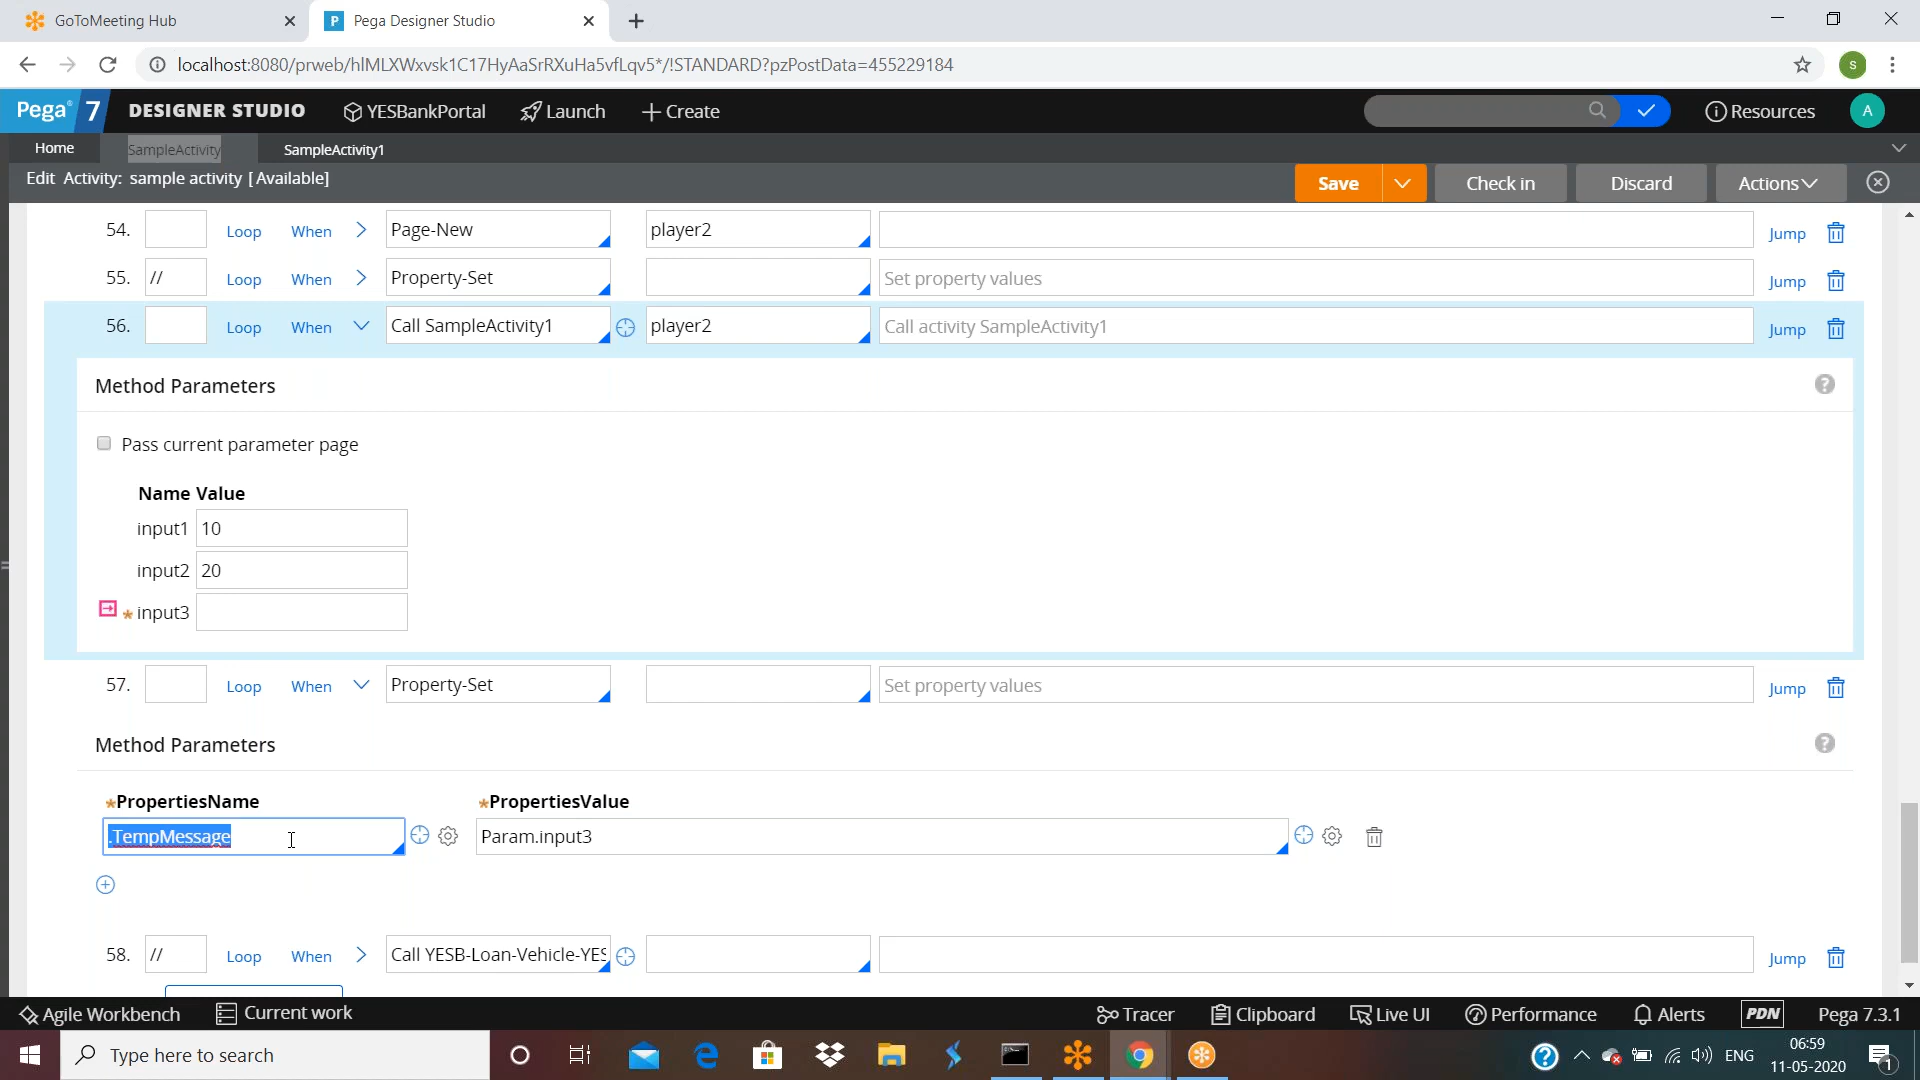 GoToMeeting Hub
Pega Designer Studio
localhost:8080/prweb/hlMLXWxvsk1C17HyAaSrRXuHa5vfLqv5*/!STANDARD?pzPostData=455229184
s
Pega 7 DESIGNER STUDIO YESBankPortal Launch Create Resources A
Home SampleActivity SampleActivity1
Edit Activity: sample activity [Available] Save Check in Discard Actions
54. Loop When Page-New player2 Jump
55. // Loop When Property-Set Set property values Jump
56. Loop When Call SampleActivity1 player2 Call activity SampleActivity1 Jump
Method Parameters ?
Pass current parameter page
Name Value
input1 10
input2 20
* input3
57. Loop When Property-Set Set property values Jump
Method Parameters ?
*PropertiesName *PropertiesValue
.TempMessage Param.input3
58. // Loop When Call YESB-Loan-Vehicle-YES Jump
Agile Workbench Current work Tracer Clipboard Live UI Performance Alerts PDN Pega 7.3.1
Type here to search ENG 06:59
11-05-2020
1